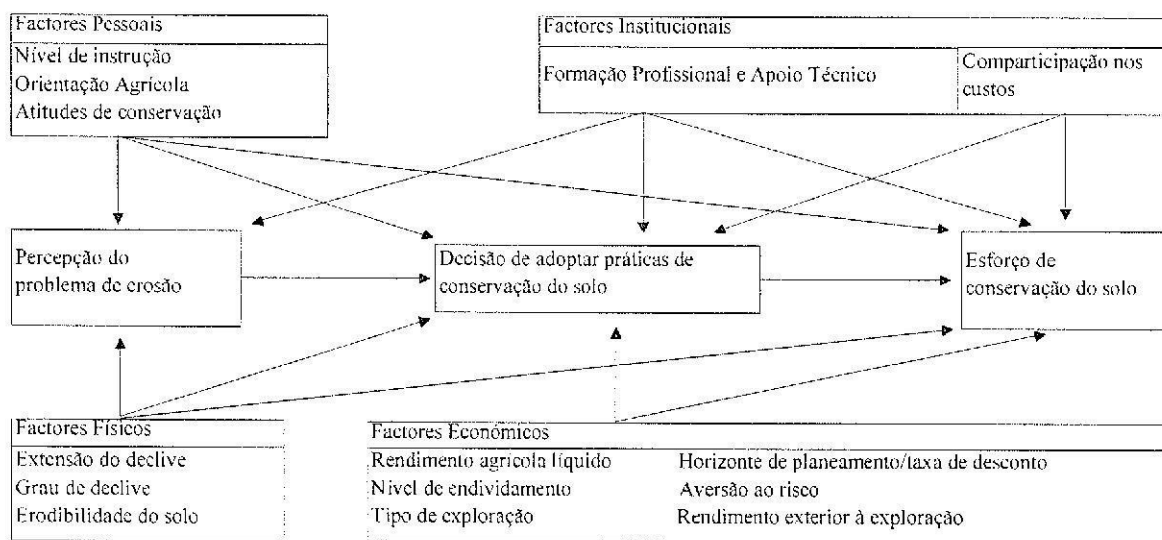 Factores Pessoais
Nível de instrução
Orientação Agrícola
Atitudes de conservação
Factores Institucionais
Formação Profissional e Apoio Técnico
Comparticipação nos
custos
Percepção do
problema de erosão
Decisão de adoptar práticas de
conservação do solo
Esforço de
conservação do solo
Factores Físicos
Extensão do declive
Grau de declive
Erodibilidade do solo
Factores Económicos
Rendimento agrícola líquido
Nível de endividamento
Tipo de exploração
Horizonte de planeamento/taxa de desconto
Aversão ao risco
Rendimento exterior à exploração